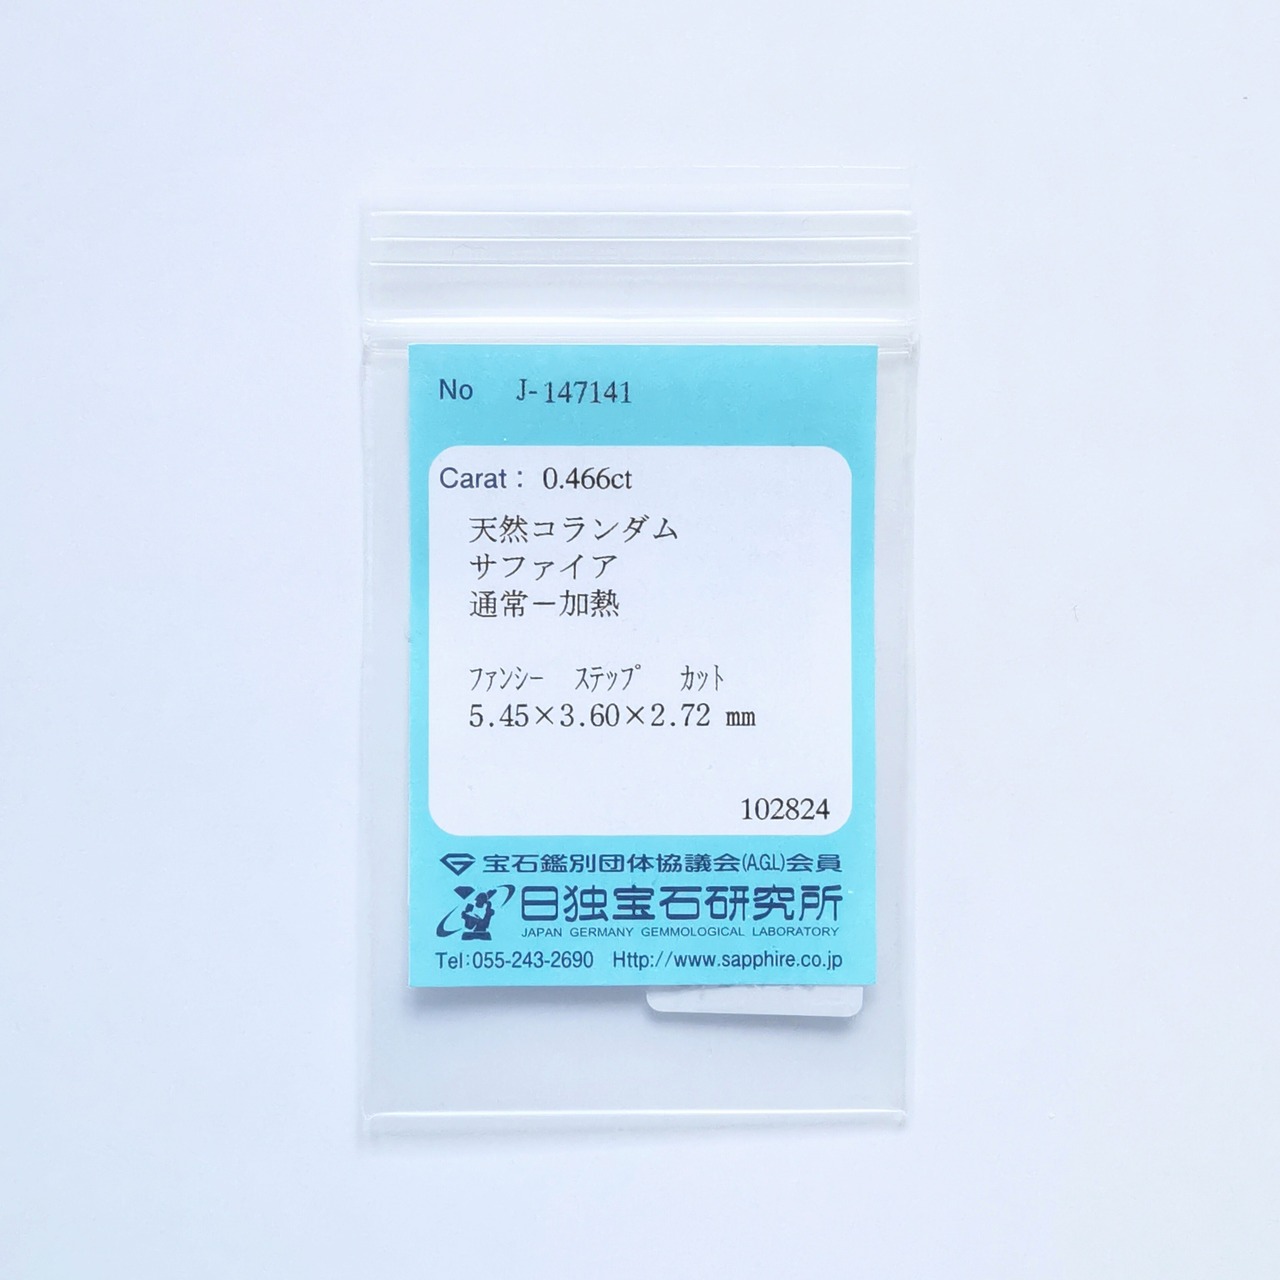 No J-147141
Carat： 0.466ct
天然コランダム
サファイア
通常－加熱
ﾌｧﾝｼｰ ｽﾃｯﾌﾟ ｶｯﾄ
5.45×3.60×2.72 mm
102824
宝石鑑別団体協議会(A.G.L)会員
日独宝石研究所
JAPAN GERMANY GEMMOLOGICAL LABORATORY
Tel:055-243-2690 Http://www.sapphire.co.jp